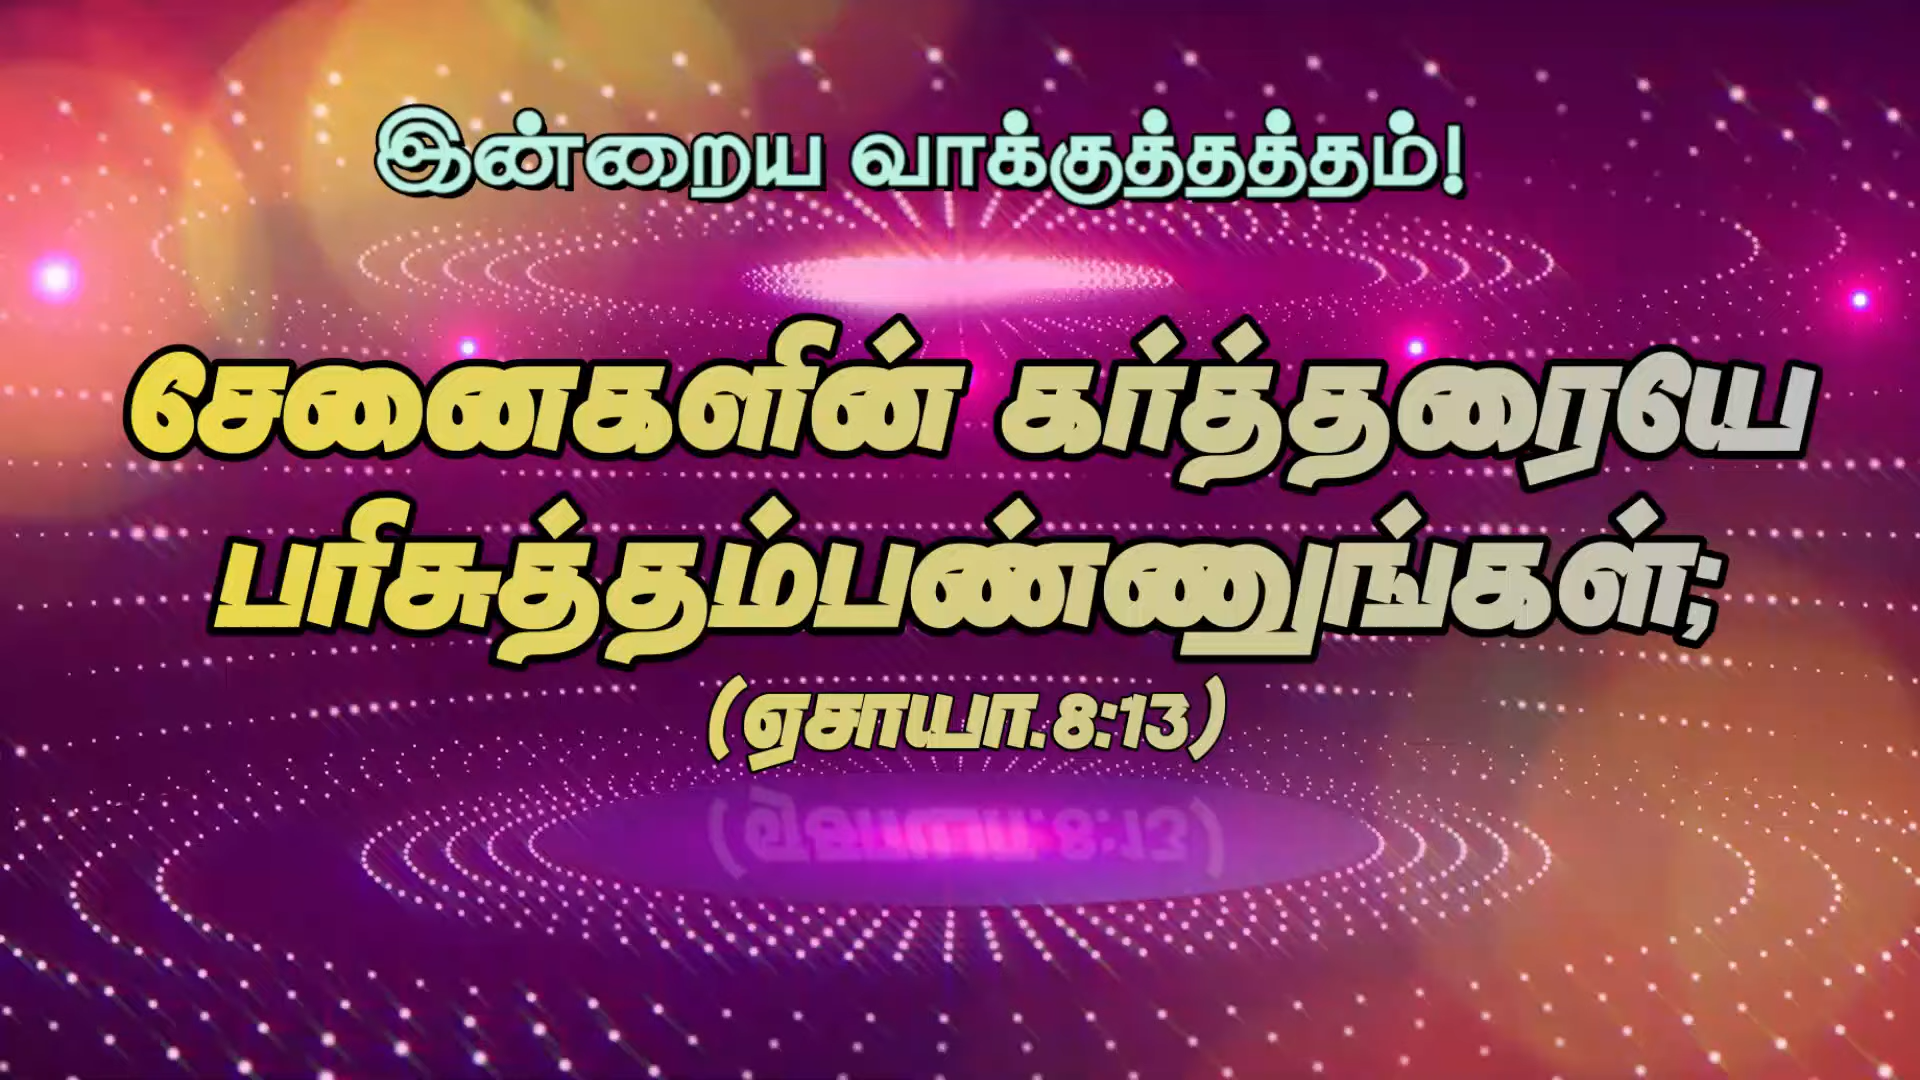 இன்றைய வாக்குத்தத்தம்!
சேனைகளின் கர்த்தரையே
பரிசுத்தம்பண்ணுங்கள்;
(ஏசாயா.8:13)